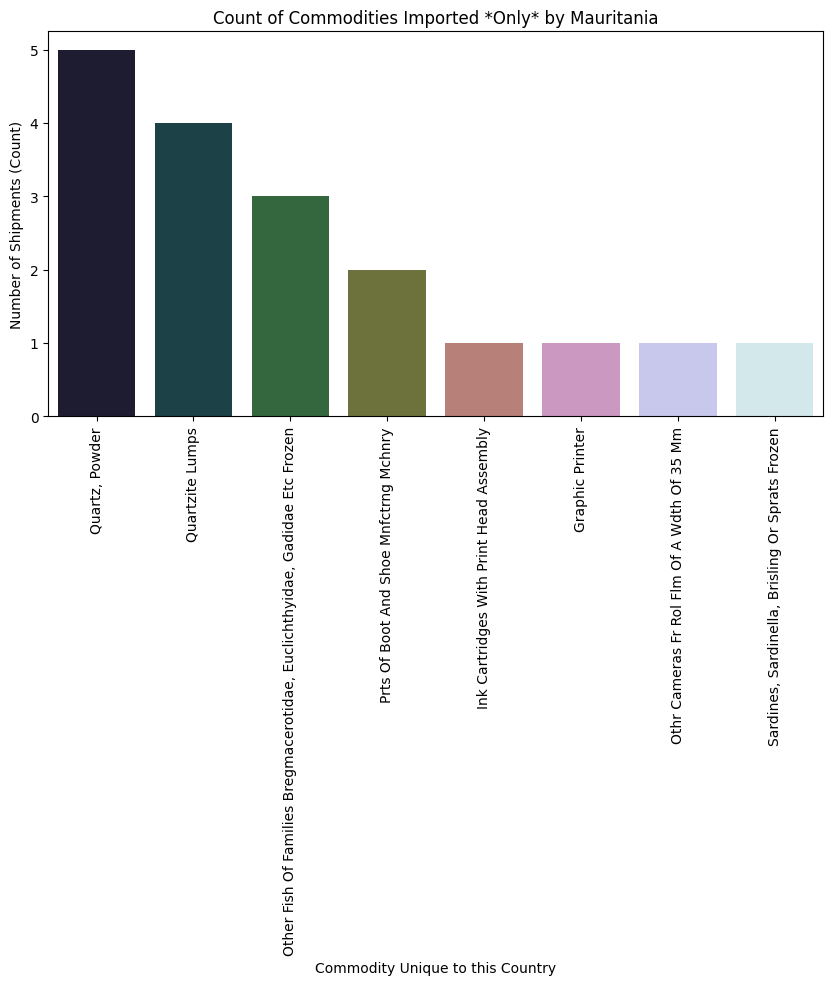 Count of Commodities Imported *Only* by Mauritania
Number of Shipments (Count)
5
4
3
2
1
0
Quartz, Powder
Quartzite Lumps
Other Fish Of Families Bregmacerotidae, Euclichthyidae, Gadidae Etc Frozen
Prts Of Boot And Shoe Mnfctrng Mchnry
Ink Cartridges With Print Head Assembly
Graphic Printer
Othr Cameras Fr Rol Flm Of A Wdth Of 35 Mm
Sardines, Sardinella, Brisling Or Sprats Frozen
Commodity Unique to this Country